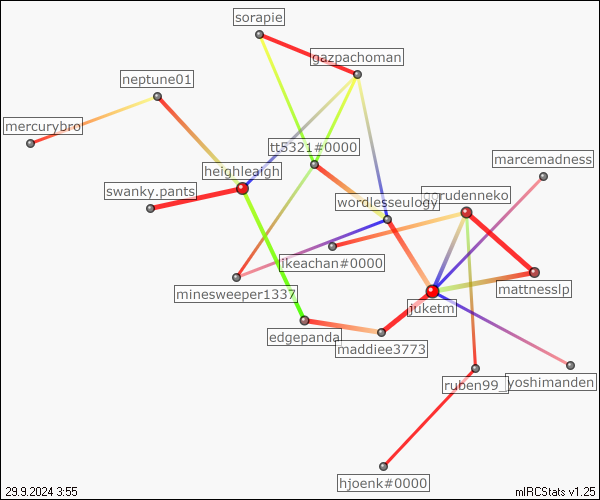 sorapie
gazpachoman
neptune01
mercurybro
tt5321#0000
marcemadness
heighleaigh
swanky.pants
wordlesseulogy
ikeachan#0000
mattnesslp
minesweeper1337
juketm
edgepanda
maddiee3773
ruben99_
yoshimanden
hjoenk#0000
29.9.2024 3:55
mIRCStats v1.25